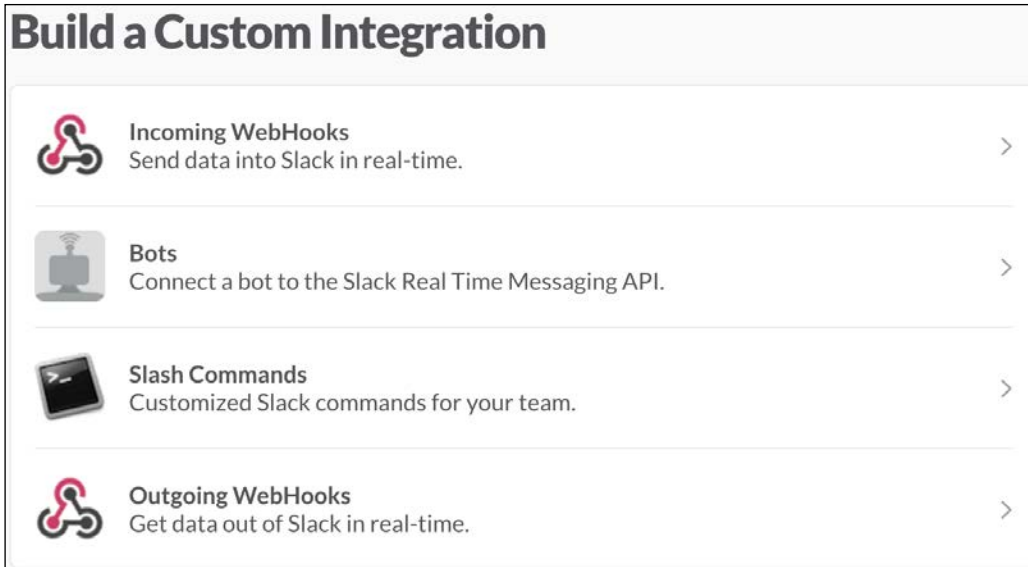 Build a Custom Integration
Incoming WebHooks
Send data into Slack in real-time.
Bots
Connect a bot to the Slack Real Time Messaging API.
>_
Slash Commands
Customized Slack commands for your team.
Outgoing WebHooks
Get data out of Slack in real-time.